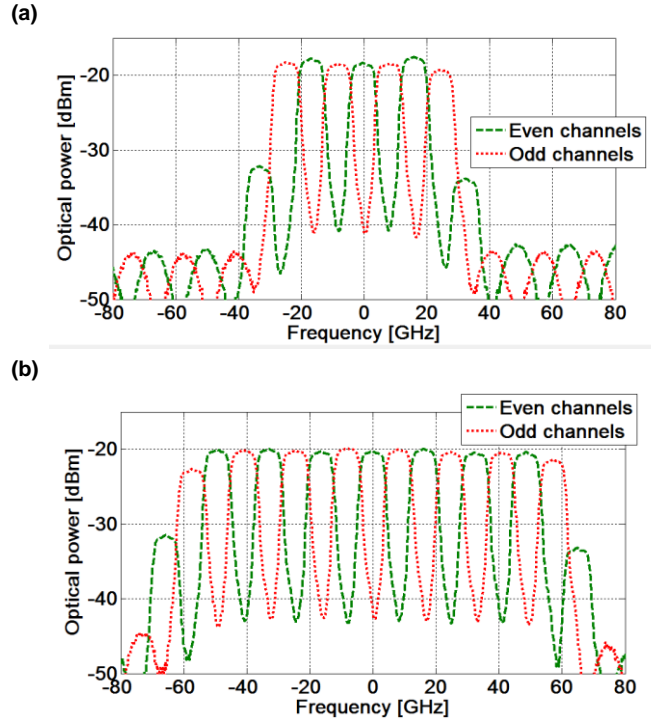 (a)
-20
-30
-40
-50
Optical power [dBm]
Even channels
Odd channels
-80 -60 -40 -20 0 20 40 60 80
Frequency [GHz]
(b)
Even channels
Odd channels
-20
-30
-40
-50
Optical power [dBm]
-80 -60 -40 -20 0 20 40 60 80
Frequency [GHz]